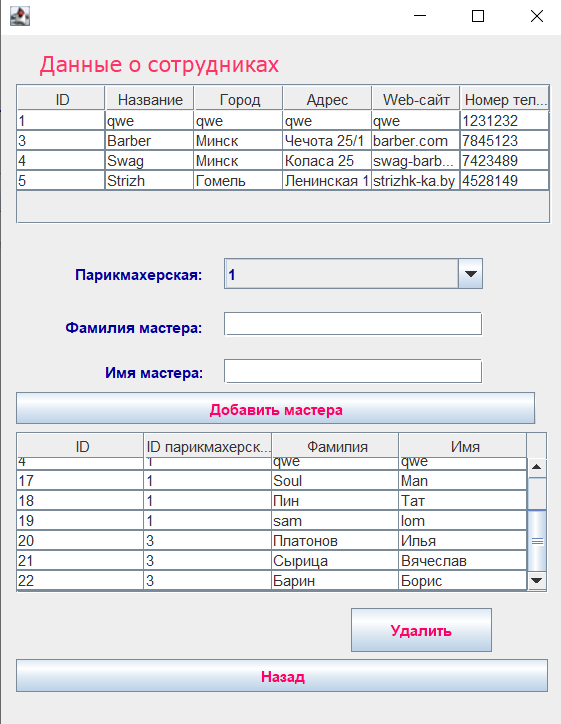 Данные о сотрудниках
ID Название Город Адрес Web-сайт Номер тел...
1 qwe qwe qwe qwe 1231232
3 Barber Минск Чечота 25/1 barber.com 7845123
4 Swag Минск Коласа 25 swag-barb... 7423489
5 Strizh Гомель Ленинская 1 strizhk-ka.by 4528149
Парикмахерская: 1
Фамилия мастера:
Имя мастера:
Добавить мастера
ID ID парикмахерск... Фамилия Имя
4 1 qwe qwe
17 1 Soul Man
18 1 Пин Тат
19 1 sam lom
20 3 Платонов Илья
21 3 Сырица Вячеслав
22 3 Барин Борис
Удалить
Назад